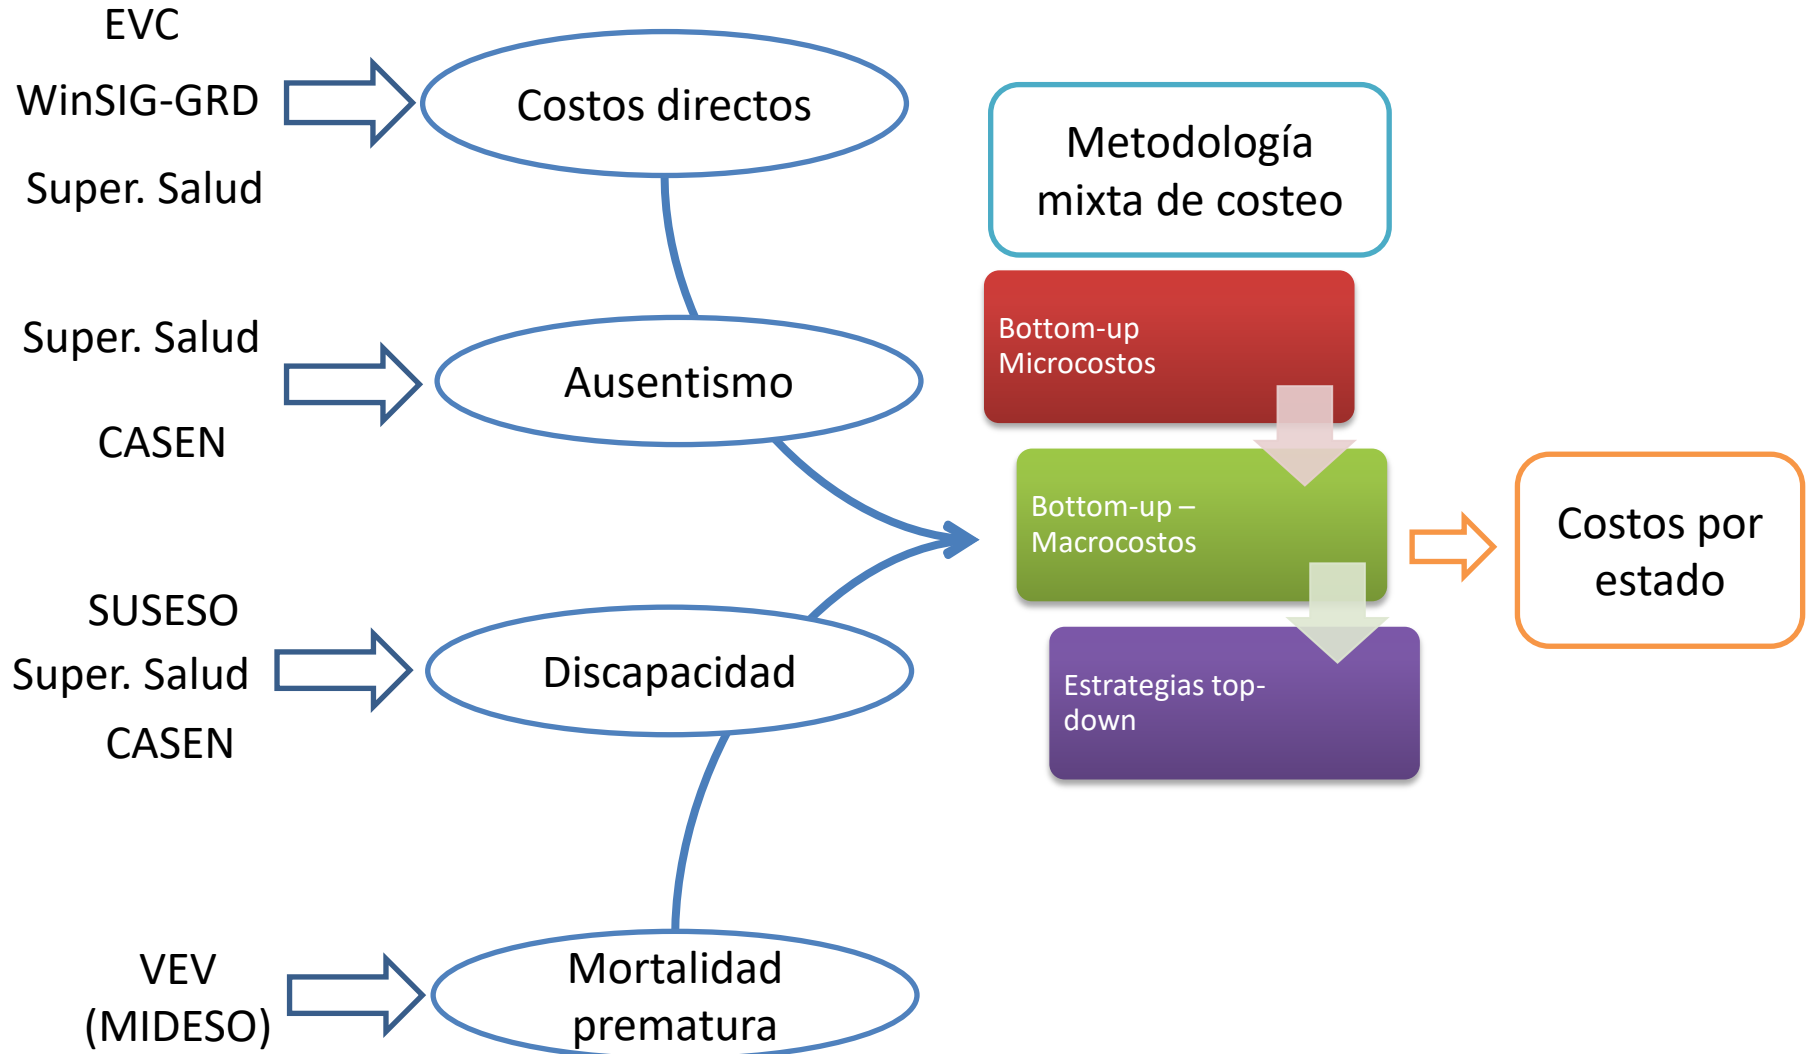 EVC
WinSIG-GRD
Super. Salud
Costos directos
Super. Salud
CASEN
Ausentismo
SUSESO
Super. Salud
CASEN
Discapacidad
VEV
(MIDESO)
Mortalidad
prematura
Metodología
mixta de costeo
Bottom-up
Microcostos
Bottom-up –
Macrocostos
Estrategias top-
down
Costos por
estado